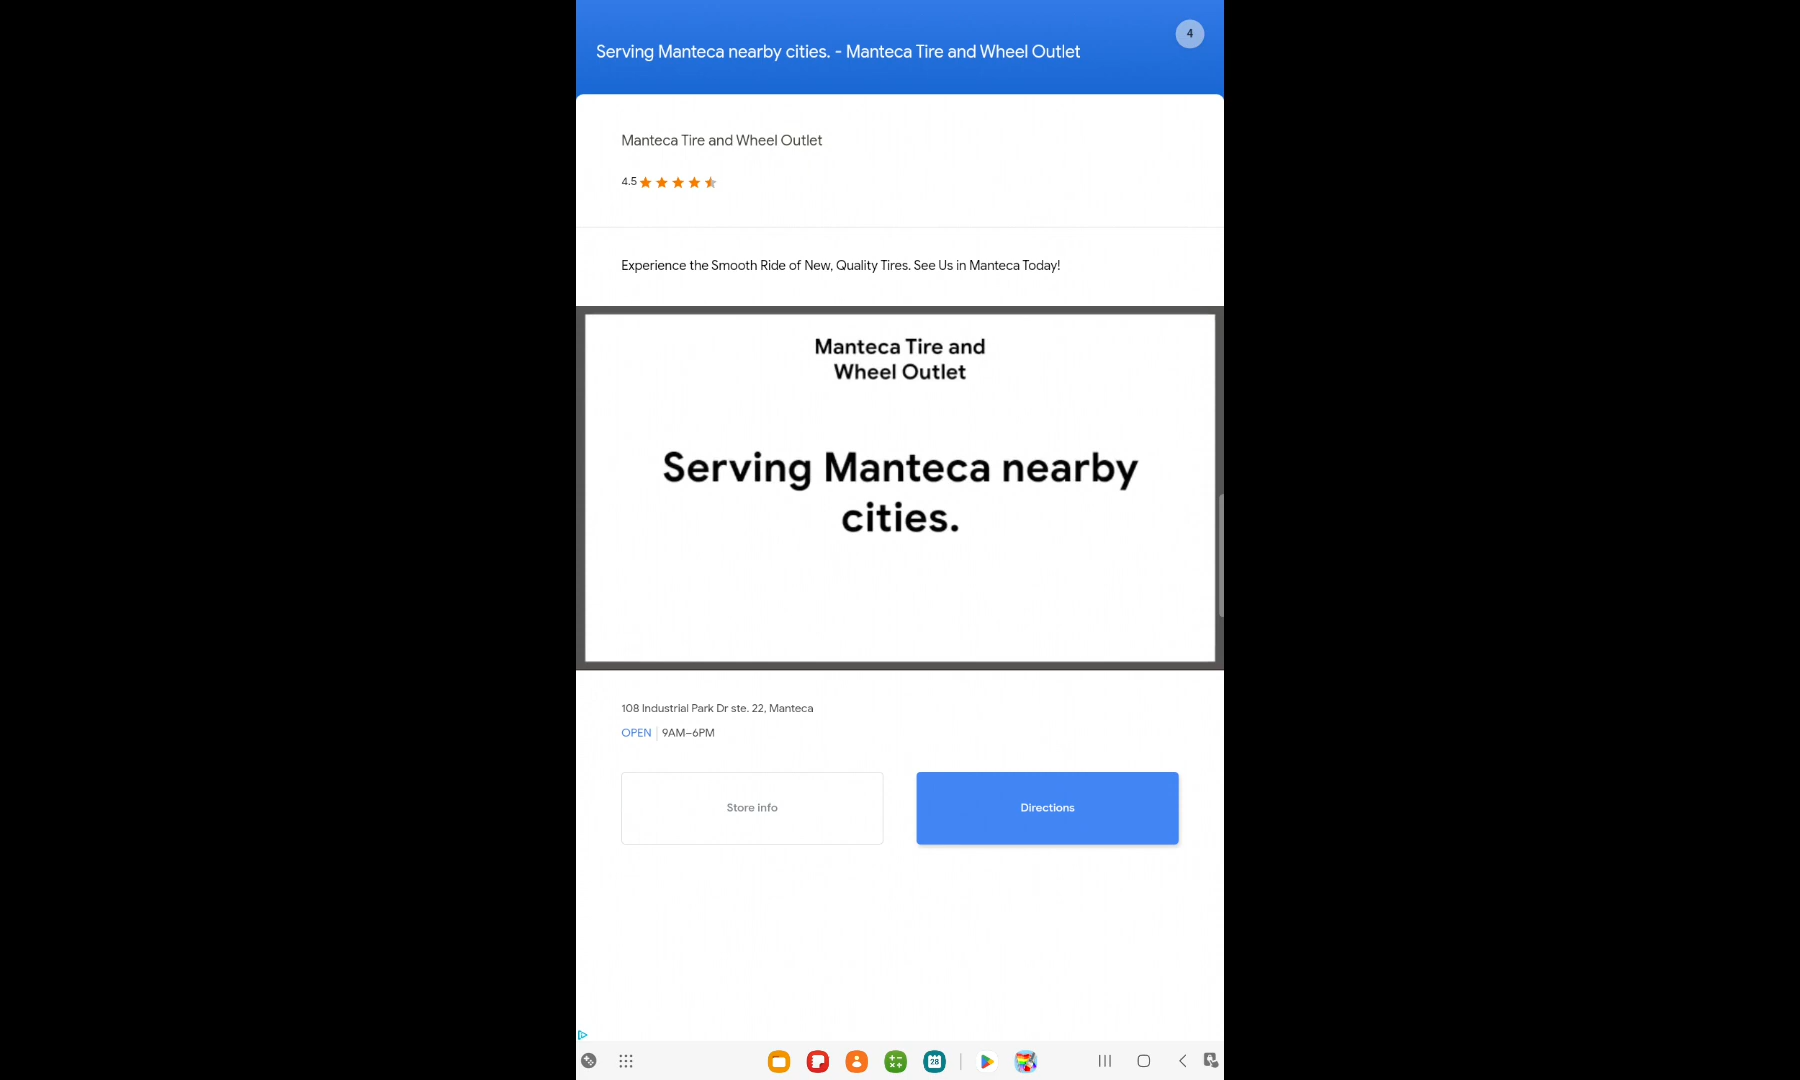 Serving Manteca nearby cities. - Manteca Tire and Wheel Outlet
4
Manteca Tire and Wheel Outlet
4.5
Experience the Smooth Ride of New, Quality Tires. See Us in Manteca Today!
Manteca Tire and
Wheel Outlet
Serving Manteca nearby
cities.
108 Industrial Park Dr ste. 22, Manteca
OPEN | 9AM–6PM
Store info
Directions
28